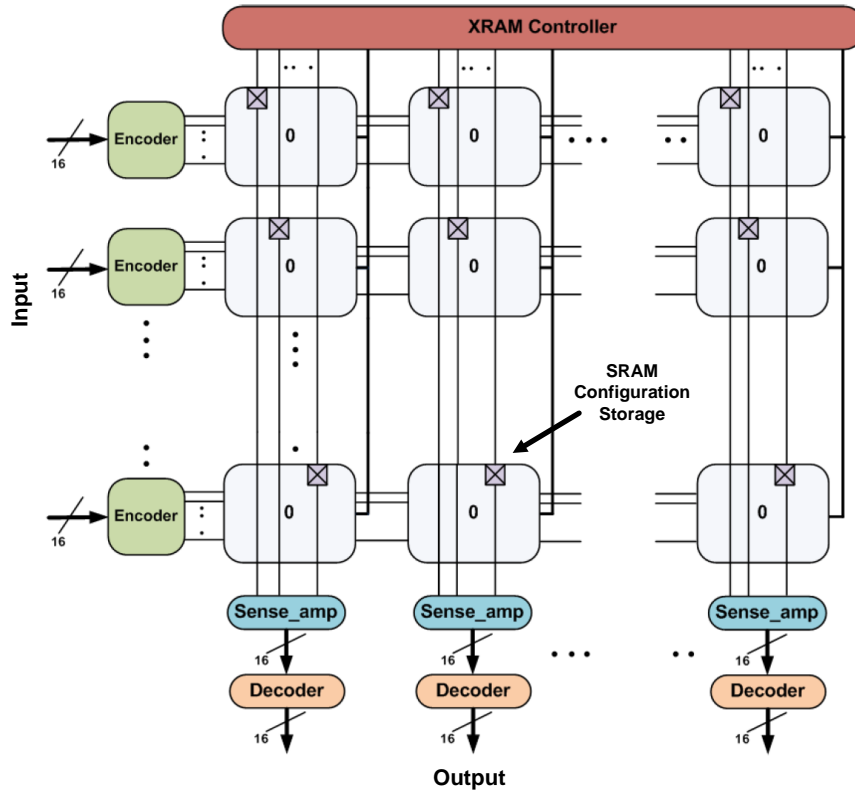 XRAM Controller
Encoder
16
0
0
0
Encoder
16
0
0
0
Input
SRAM
Configuration
Storage
Encoder
16
0
0
0
Sense_amp
Sense_amp
Sense_amp
16
16
16
Decoder
Decoder
Decoder
16
16
16
Output